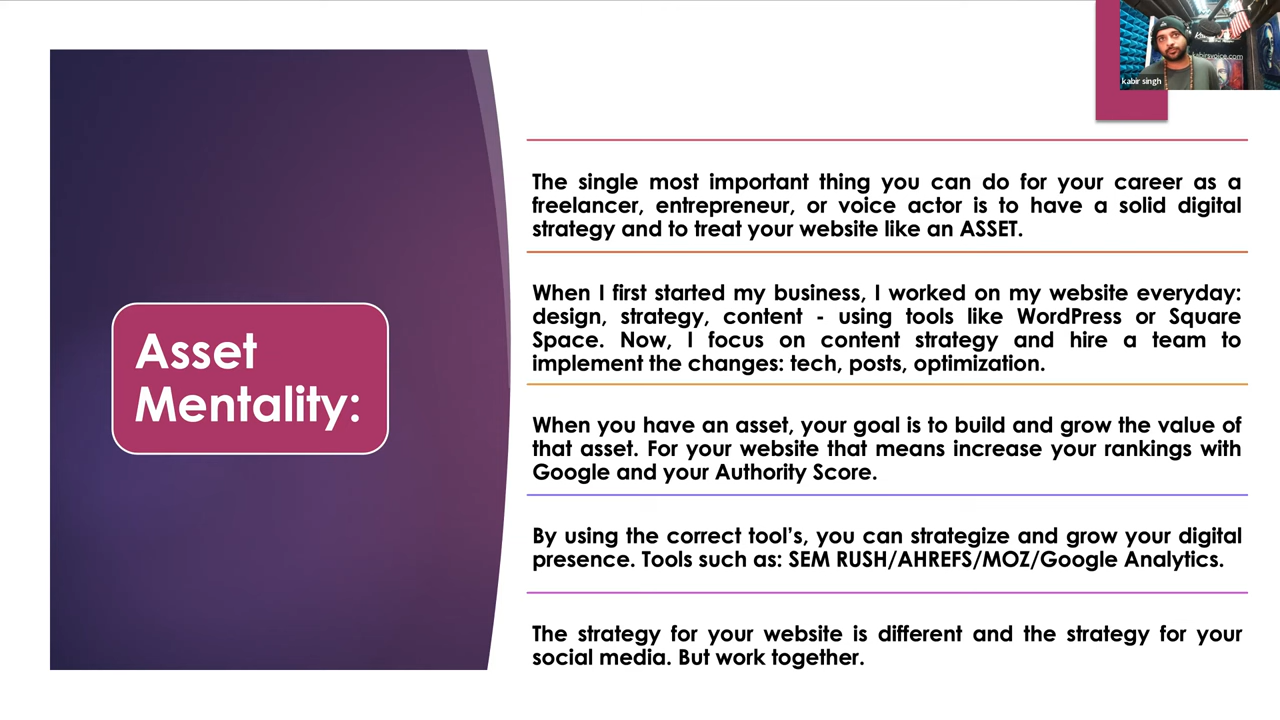 kabirsvoice.com
kabir singh
Asset
Mentality:
The single most important thing you can do for your career as a
freelancer, entrepreneur, or voice actor is to have a solid digital
strategy and to treat your website like an ASSET.
When I first started my business, I worked on my website everyday:
design, strategy, content - using tools like WordPress or Square
Space. Now, I focus on content strategy and hire a team to
implement the changes: tech, posts, optimization.
When you have an asset, your goal is to build and grow the value of
that asset. For your website that means increase your rankings with
Google and your Authority Score.
By using the correct tool’s, you can strategize and grow your digital
presence. Tools such as: SEM RUSH/AHREFS/MOZ/Google Analytics.
The strategy for your website is different and the strategy for your
social media. But work together.